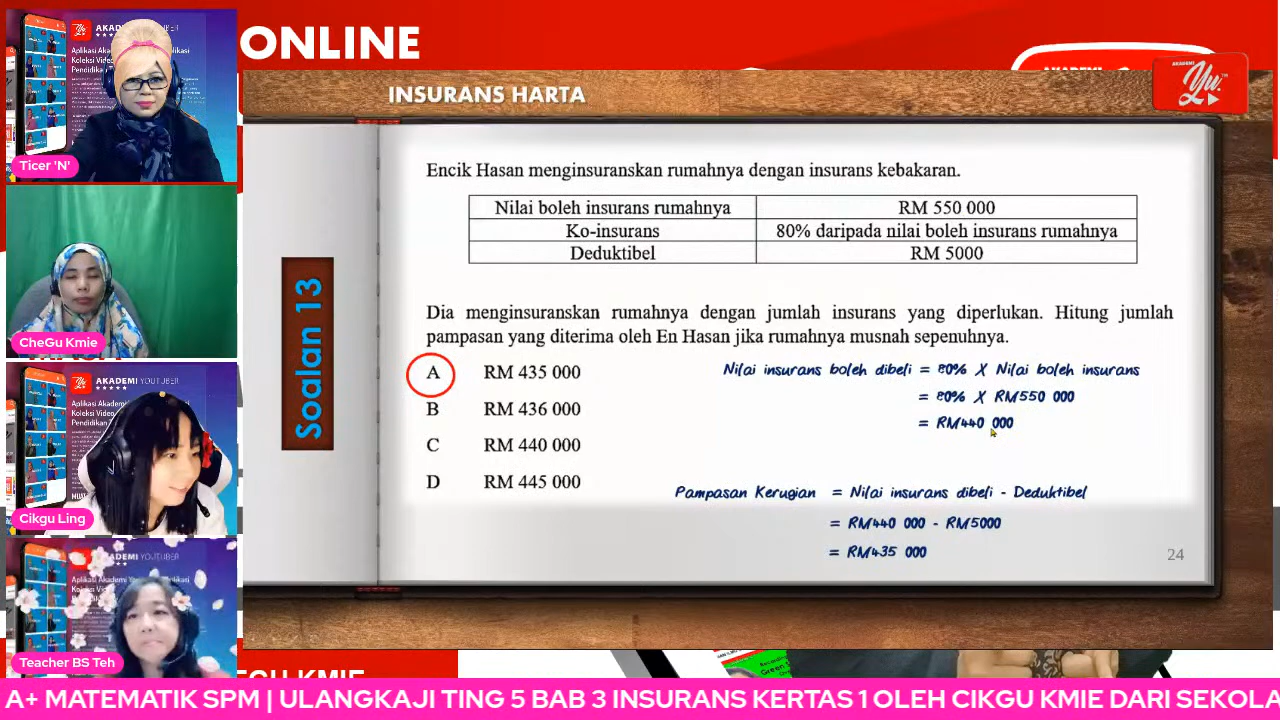 ONLINE
INSURANS HARTA
AKADEMI
Yu
Ticer 'N'
CheGu Kmie
AKADEMI YOUTUBER
Cikgu Ling
Teacher BS Teh
Soalan 13
Encik Hasan menginsuranskan rumahnya dengan insurans kebakaran.
Nilai boleh insurans rumahnya RM 550 000
Ko-insurans 80% daripada nilai boleh insurans rumahnya
Deduktibel RM 5000
Dia menginsuranskan rumahnya dengan jumlah insurans yang diperlukan. Hitung jumlah
pampasan yang diterima oleh En Hasan jika rumahnya musnah sepenuhnya.
A RM 435 000
B RM 436 000
C RM 440 000
D RM 445 000
Nilai insurans boleh dibeli = 80% X Nilai boleh insurans
= 80% X RM550 000
= RM440 000
Pampasan Kerugian = Nilai insurans dibeli - Deduktibel
= RM440 000 - RM5000
= RM435 000
24
A+ MATEMATIK SPM | ULANGKAJI TING 5 BAB 3 INSURANS KERTAS 1 OLEH CIKGU KMIE DARI SEKOLA